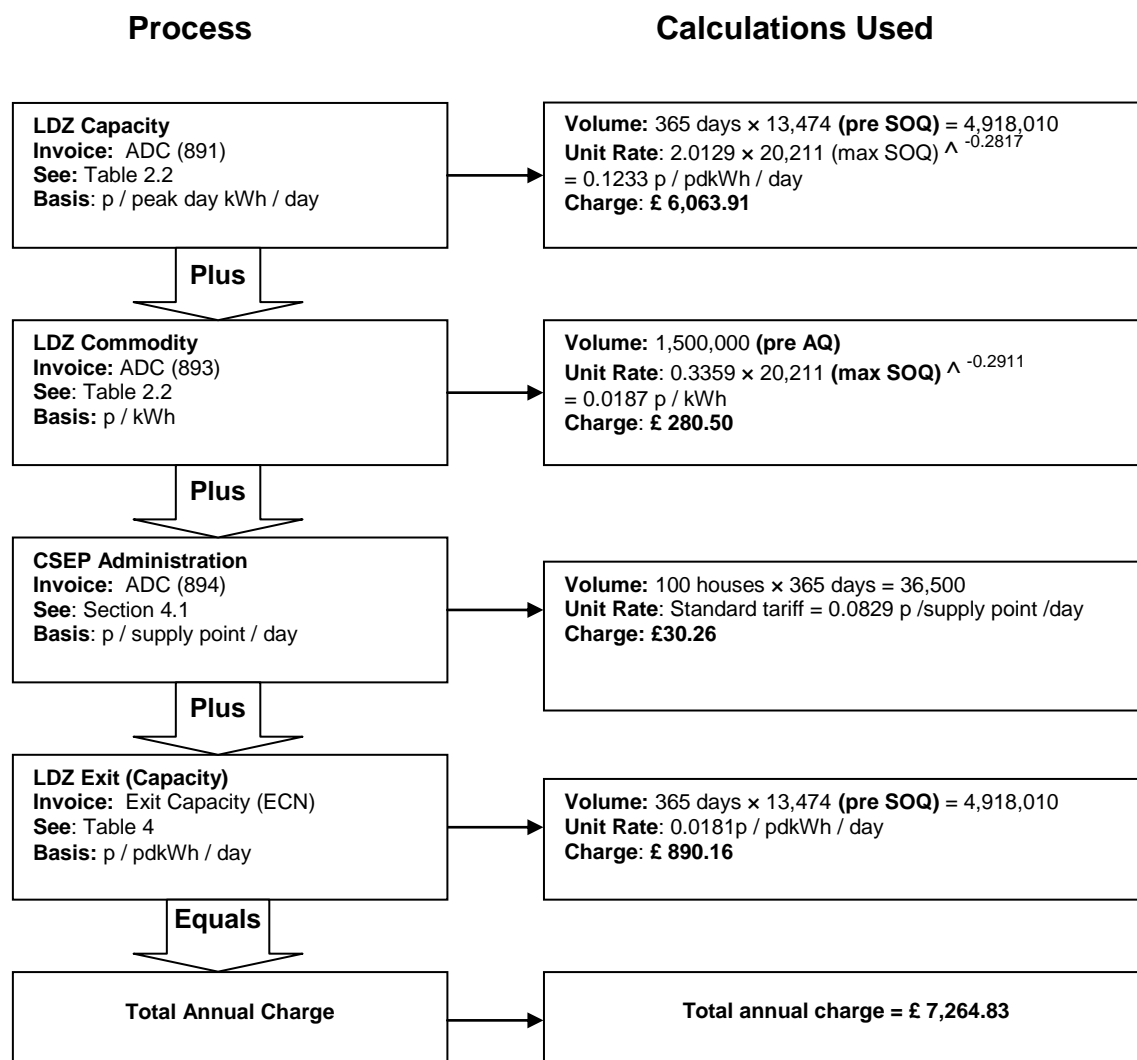 Process
Calculations Used
LDZ Capacity
Invoice: ADC (891)
See: Table 2.2
Basis: p / peak day kWh / day
Volume: 365 days × 13,474 (pre SOQ) = 4,918,010
Unit Rate: 2.0129 × 20,211 (max SOQ) ^ -0.2817
= 0.1233 p / pdkWh / day
Charge: £ 6,063.91
Plus
LDZ Commodity
Invoice: ADC (893)
See: Table 2.2
Basis: p / kWh
Volume: 1,500,000 (pre AQ)
Unit Rate: 0.3359 × 20,211 (max SOQ) ^ -0.2911
= 0.0187 p / kWh
Charge: £ 280.50
Plus
CSEP Administration
Invoice: ADC (894)
See: Section 4.1
Basis: p / supply point / day
Volume: 100 houses × 365 days = 36,500
Unit Rate: Standard tariff = 0.0829 p /supply point /day
Charge: £30.26
Plus
LDZ Exit (Capacity)
Invoice: Exit Capacity (ECN)
See: Table 4
Basis: p / pdkWh / day
Volume: 365 days × 13,474 (pre SOQ) = 4,918,010
Unit Rate: 0.0181p / pdkWh / day
Charge: £ 890.16
Equals
Total Annual Charge
Total annual charge = £ 7,264.83